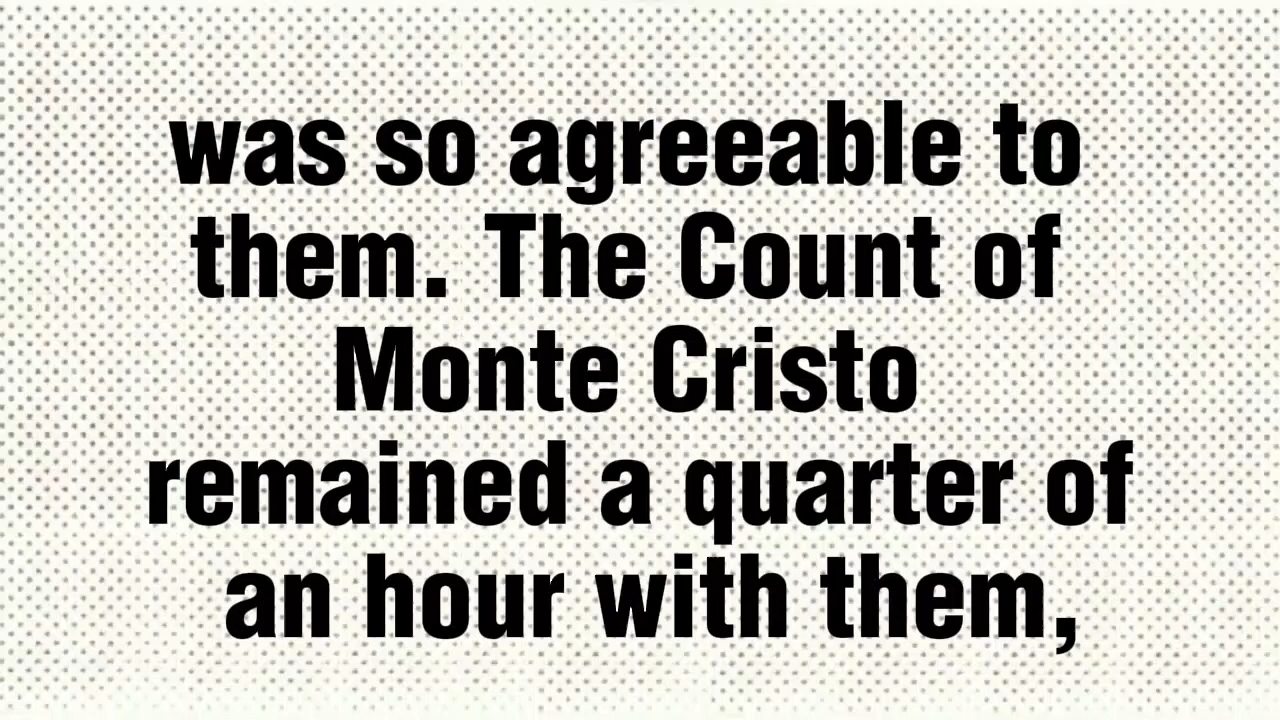 was so agreeable to
them. The Count of
Monte Cristo
remained a quarter of
an hour with them,